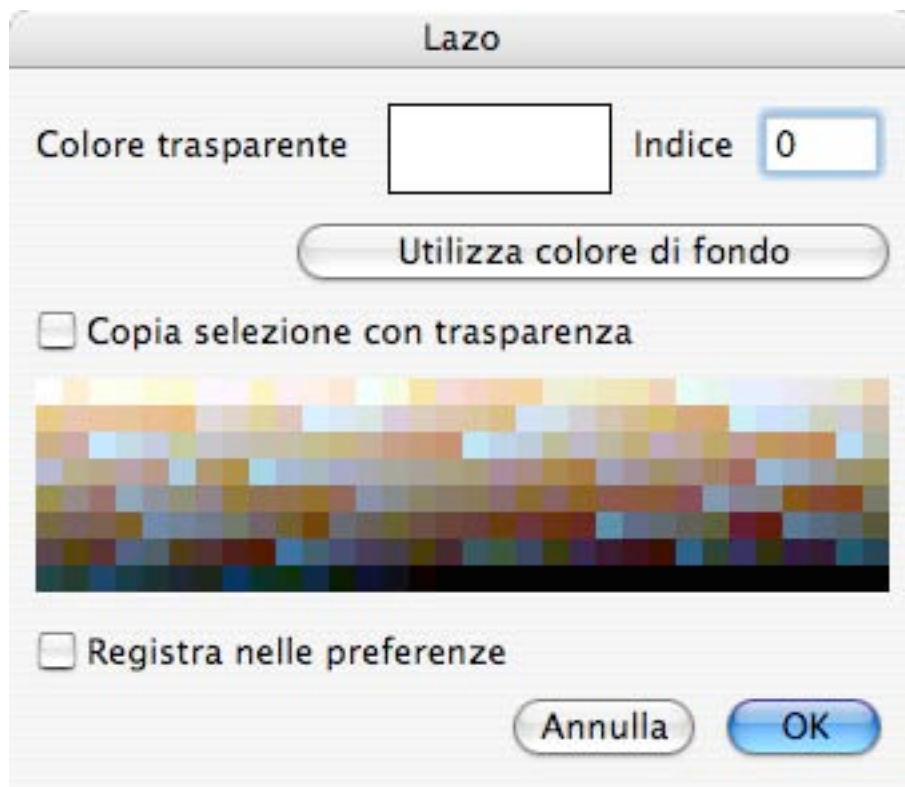 Lazo
Colore trasparente Indice 0
Utilizza colore di fondo
Copia selezione con trasparenza
Registra nelle preferenze
Annulla OK